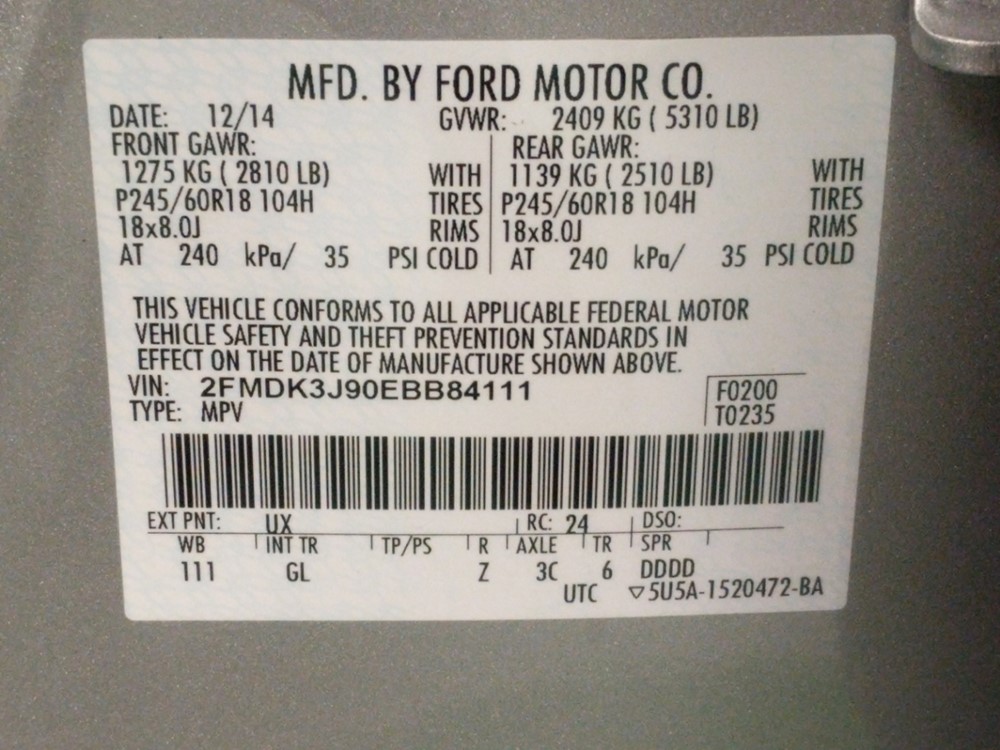 MFD. BY FORD MOTOR CO.
DATE: 12/14 GVWR: 2409 KG ( 5310 LB)
FRONT GAWR: REAR GAWR:
1275 KG ( 2810 LB) WITH 1139 KG ( 2510 LB) WITH
P245/60R18 104H TIRES P245/60R18 104H TIRES
18x8.0J RIMS 18x8.0J RIMS
AT 240 kPa/ 35 PSI COLD AT 240 kPa/ 35 PSI COLD
THIS VEHICLE CONFORMS TO ALL APPLICABLE FEDERAL MOTOR
VEHICLE SAFETY AND THEFT PREVENTION STANDARDS IN
EFFECT ON THE DATE OF MANUFACTURE SHOWN ABOVE.
VIN: 2FMDK3J90EBB84111 F0200
TYPE: MPV T0235
EXT PNT: UX RC: 24 DSO:
WB INT TR TP/PS R AXLE TR SPR
111 GL Z 3C 6 DDDD
UTC ▽5U5A-1520472-BA